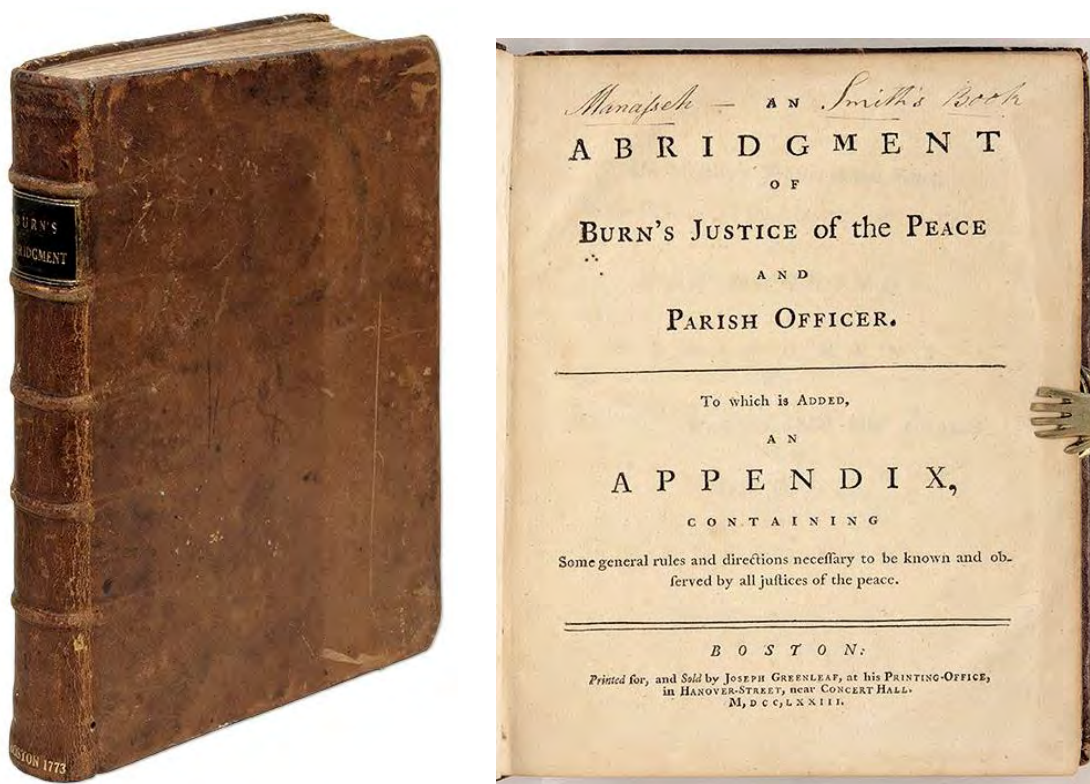 BURN'S
RIDGMENT
BOSTON 1773
Manaſseh — AN Smith's Book
ABRIDGMENT
OF
BURN'S JUSTICE of the PEACE
AND
PARISH OFFICER.
To which is ADDED,
AN
APPENDIX,
CONTAINING
Some general rules and directions neceſſary to be known and ob-
ſerved by all juſtices of the peace.
BOSTON:
Printed for, and Sold by JOSEPH GREENLEAF, at his PRINTING-OFFICE,
in HANOVER-STREET, near CONCERT HALL.
M,DCC,LXXIII.